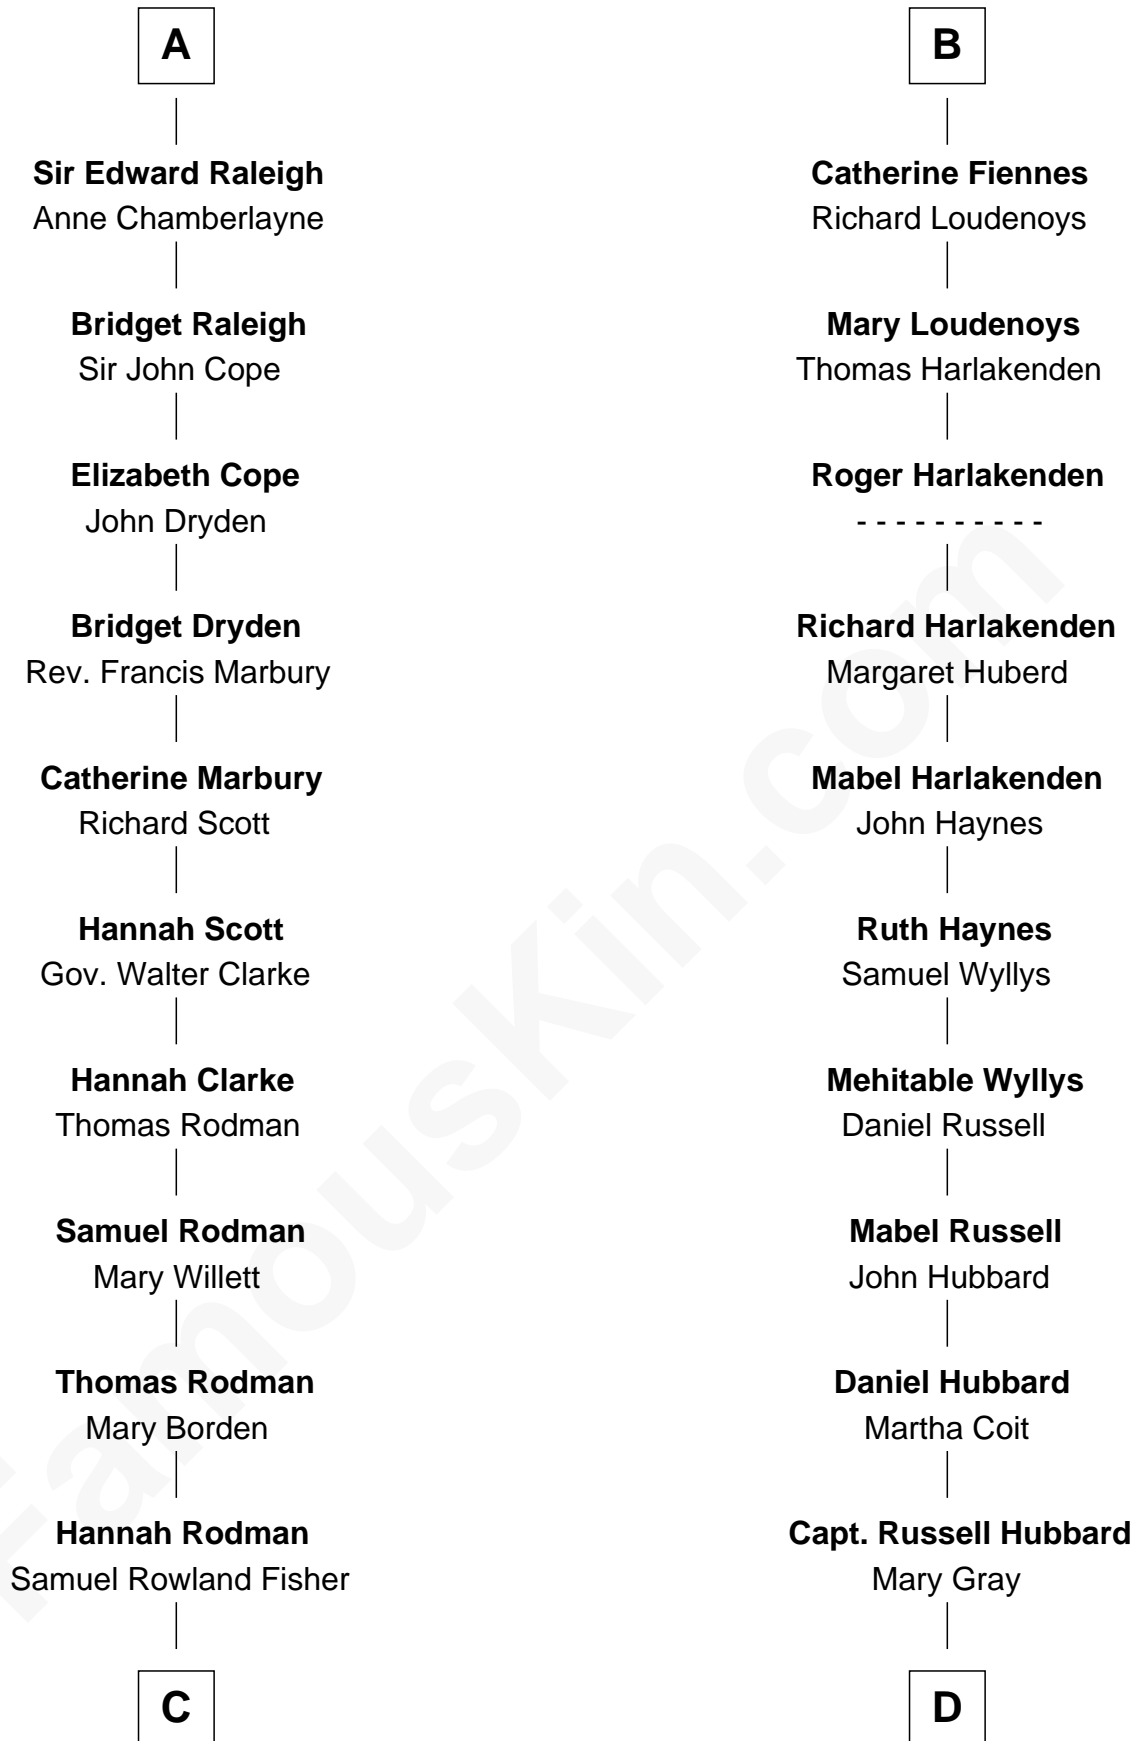 A
Sir Edward Raleigh
Anne Chamberlayne
Bridget Raleigh
Sir John Cope
Elizabeth Cope
John Dryden
Bridget Dryden
Rev. Francis Marbury
Catherine Marbury
Richard Scott
Hannah Scott
Gov. Walter Clarke
Hannah Clarke
Thomas Rodman
Samuel Rodman
Mary Willett
Thomas Rodman
Mary Borden
Hannah Rodman
Samuel Rowland Fisher
C
B
Catherine Fiennes
Richard Loudenoys
Mary Loudenoys
Thomas Harlakenden
Roger Harlakenden
- - - - - - - - - -
Richard Harlakenden
Margaret Huberd
Mabel Harlakenden
John Haynes
Ruth Haynes
Samuel Wyllys
Mehitable Wyllys
Daniel Russell
Mabel Russell
John Hubbard
Daniel Hubbard
Martha Coit
Capt. Russell Hubbard
Mary Gray
D
FamousKin.com